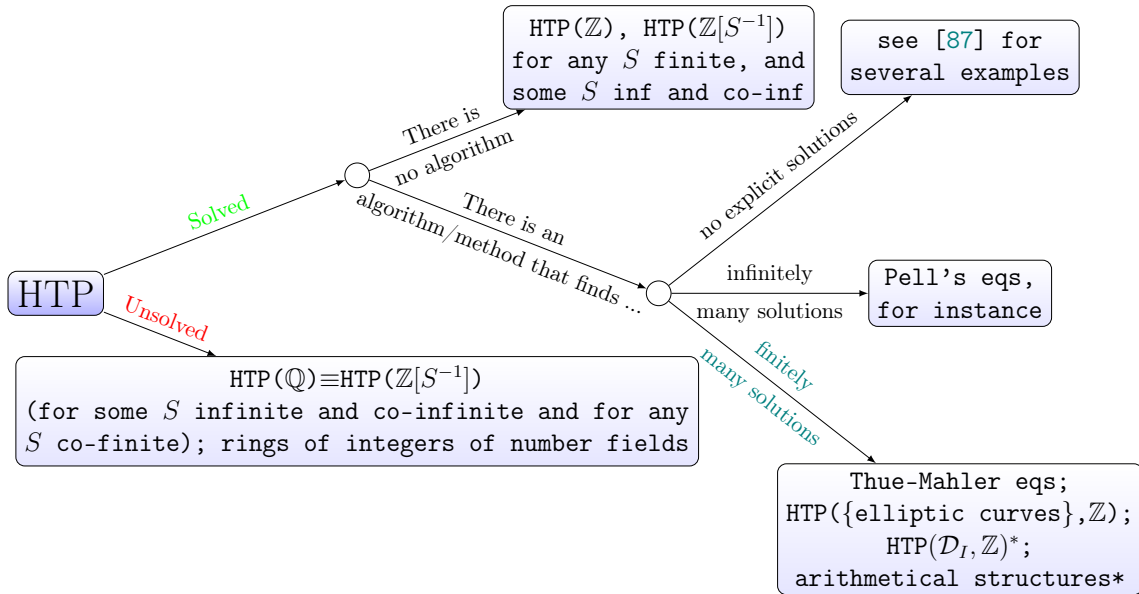 HTP(ℤ), HTP(ℤ[S⁻¹])
for any S finite, and
some S inf and co-inf
see [87] for
several examples
There is
no algorithm
Solved
There is an
algorithm/method that finds ...
no explicit solutions
HTP
Unsolved
infinitely
many solutions
Pell's eqs,
for instance
finitely
many solutions
HTP(ℚ)≡HTP(ℤ[S⁻¹])
(for some S infinite and co-infinite and for any
S co-finite); rings of integers of number fields
Thue-Mahler eqs;
HTP({elliptic curves},ℤ);
HTP(𝒟_I, ℤ)*;
arithmetical structures*